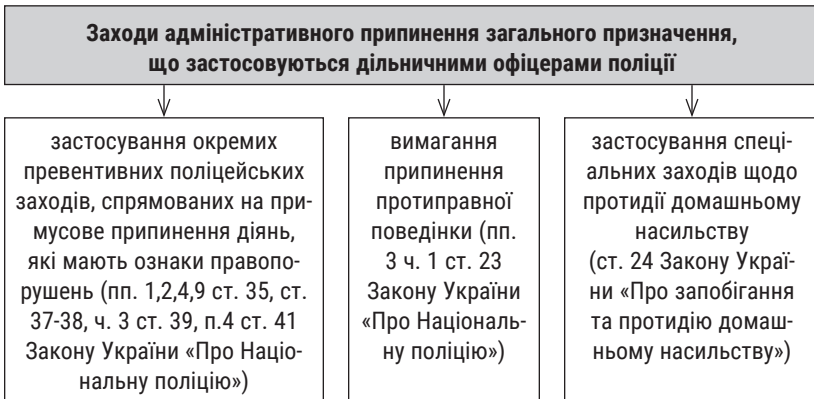 Заходи адміністративного припинення загального призначення,
що застосовуються дільничними офіцерами поліції
застосування окремих
превентивних поліцейських
заходів, спрямованих на при-
мусове припинення діянь,
які мають ознаки правопо-
рушень (пп. 1,2,4,9 ст. 35, ст.
37-38, ч. 3 ст. 39, п.4 ст. 41
Закону України «Про Націо-
нальну поліцію»)
вимагання
припинення
протиправної
поведінки (пп.
3 ч. 1 ст. 23
Закону України
«Про Національ-
ну поліцію»)
застосування спеці-
альних заходів щодо
протидії домашньому
насильству
(ст. 24 Закону Украї-
ни «Про запобігання
та протидію домаш-
ньому насильству»)